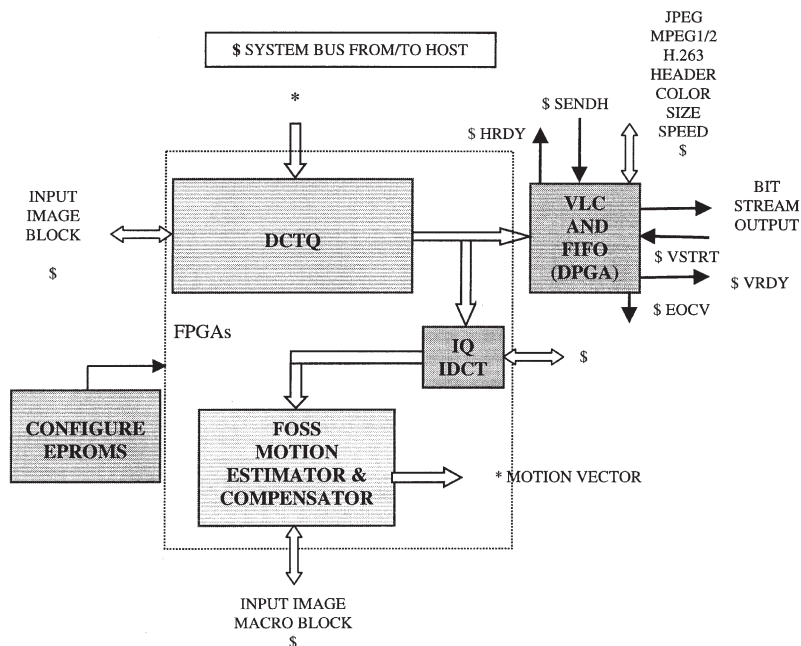 $ SYSTEM BUS FROM/TO HOST
*
JPEG
MPEG1/2
H.263
HEADER
COLOR
SIZE
SPEED
$
$ SENDH
$ HRDY
INPUT
IMAGE
BLOCK
$
DCTQ
VLC
AND
FIFO
(DPGA)
BIT
STREAM
OUTPUT
$ VSTRT
$ VRDY
$ EOCV
FPGAs
IQ
IDCT
$
CONFIGURE
EPROMS
FOSS
MOTION
ESTIMATOR &
COMPENSATOR
* MOTION VECTOR
INPUT IMAGE
MACRO BLOCK
$